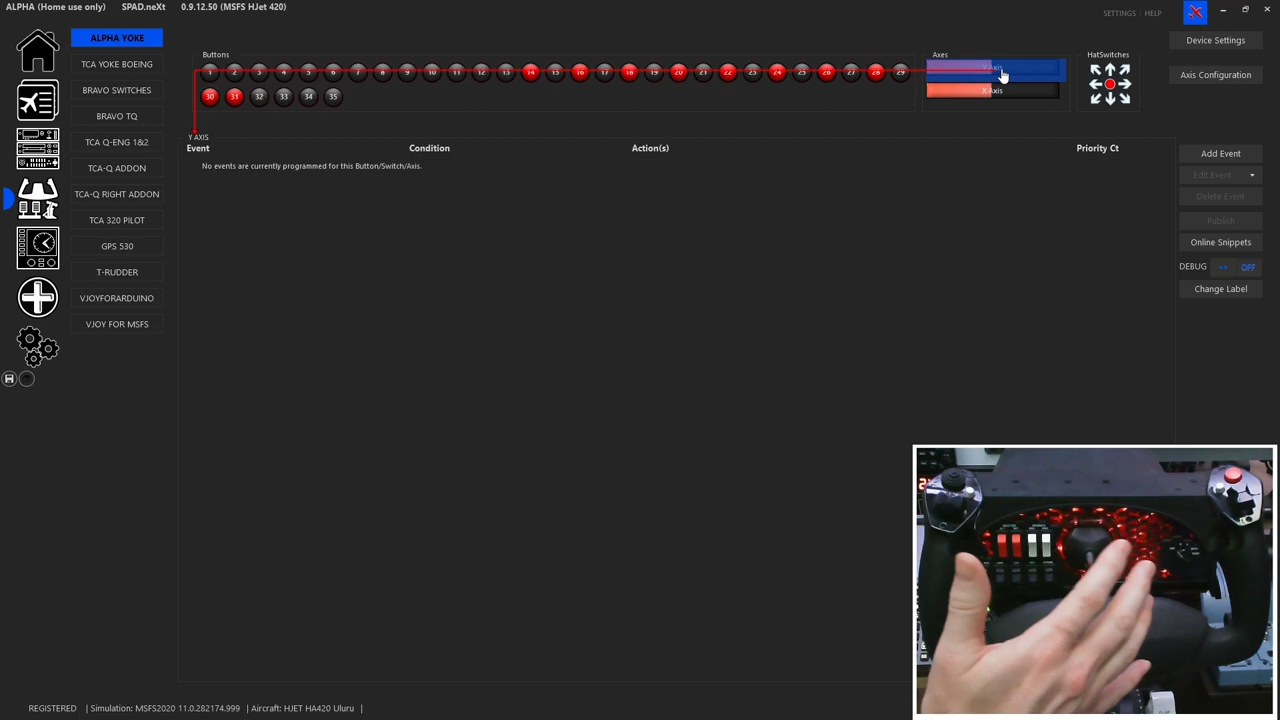 ALPHA (Home use only) SPAD.neXt 0.9.12.50 (MSFS HJet 420)
SETTINGS HELP
ALPHA YOKE
TCA YOKE BOEING
BRAVO SWITCHES
BRAVO TQ
TCA Q-ENG 1&2
TCA-Q ADDON
TCA-Q RIGHT ADDON
TCA 320 PILOT
GPS 530
T-RUDDER
VJOYFORARDUINO
VJOY FOR MSFS
Buttons
1 2 3 4 5 6 7 8 9 10 11 12 13 14 15 16 17 18 19 20 21 22 23 24 25 26 27 28 29
30 31 32 33 34 35
Axes
Y Axis
X Axis
HatSwitches
Device Settings
Axis Configuration
Y AXIS
Event Condition Action(s) Priority Ct
No events are currently programmed for this Button/Switch/Axis.
Add Event
Edit Event
Delete Event
Publish
Online Snippets
DEBUG OFF
Change Label
REGISTERED | Simulation: MSFS2020 11.0.282174.999 | Aircraft: HJET HA420 Uluru |